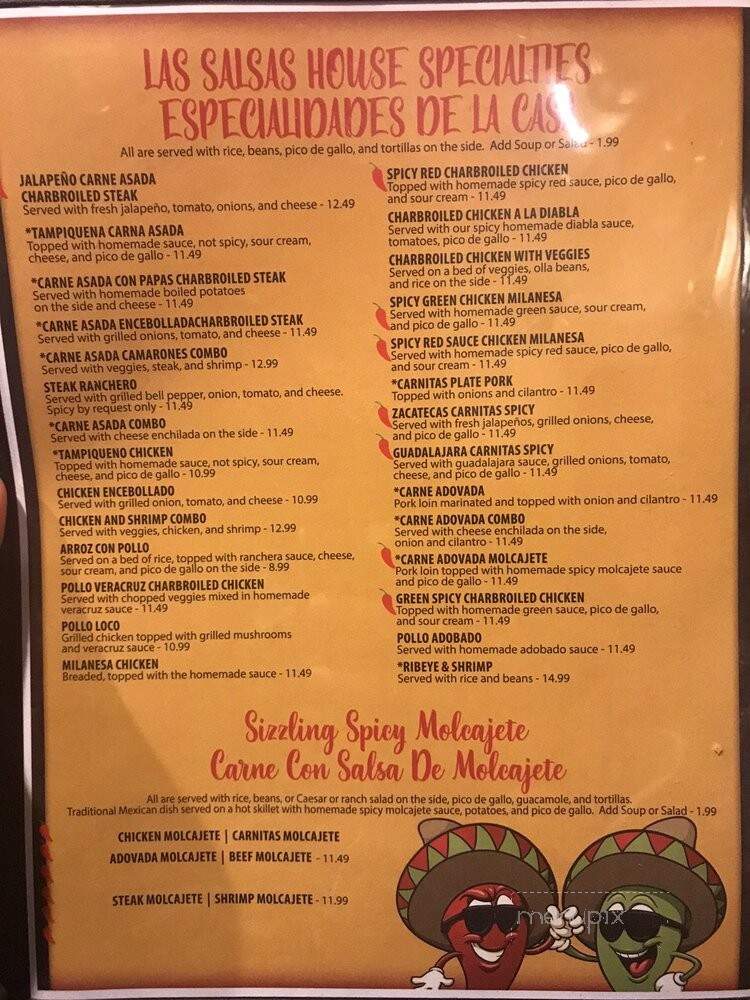 LAS SALSAS HOUSE SPECIALTIES
ESPECIALIDADES DE LA CASA
All are served with rice, beans, pico de gallo, and tortillas on the side. Add Soup or Salad - 1.99
JALAPEÑO CARNE ASADA
CHARBROILED STEAK
Served with fresh jalapeño, tomato, onions, and cheese - 12.49
*TAMPIQUENA CARNA ASADA
Topped with homemade sauce, not spicy, sour cream,
cheese, and pico de gallo - 11.49
*CARNE ASADA CON PAPAS CHARBROILED STEAK
Served with homemade boiled potatoes
on the side and cheese - 11.49
*CARNE ASADA ENCEBOLLADACHARBROILED STEAK
Served with grilled onions, tomato, and cheese - 11.49
*CARNE ASADA CAMARONES COMBO
Served with veggies, steak, and shrimp - 12.99
STEAK RANCHERO
Served with grilled bell pepper, onion, tomato, and cheese.
Spicy by request only - 11.49
*CARNE ASADA COMBO
Served with cheese enchilada on the side - 11.49
*TAMPIQUENO CHICKEN
Topped with homemade sauce, not spicy, sour cream,
cheese, and pico de gallo - 10.99
CHICKEN ENCEBOLLADO
Served with grilled onion, tomato, and cheese - 10.99
CHICKEN AND SHRIMP COMBO
Served with veggies, chicken, and shrimp - 12.99
ARROZ CON POLLO
Served on a bed of rice, topped with ranchera sauce, cheese,
sour cream, and pico de gallo on the side - 8.99
POLLO VERACRUZ CHARBROILED CHICKEN
Served with chopped veggies mixed in homemade
veracruz sauce - 11.49
POLLO LOCO
Grilled chicken topped with grilled mushrooms
and veracruz sauce - 10.99
MILANESA CHICKEN
Breaded, topped with the homemade sauce - 11.49
SPICY RED CHARBROILED CHICKEN
Topped with homemade spicy red sauce, pico de gallo,
and sour cream - 11.49
CHARBROILED CHICKEN A LA DIABLA
Served with our spicy homemade diabla sauce,
tomatoes, pico de gallo - 11.49
CHARBROILED CHICKEN WITH VEGGIES
Served on a bed of veggies, olla beans,
and rice on the side - 11.49
SPICY GREEN CHICKEN MILANESA
Served with homemade green sauce, sour cream,
and pico de gallo - 11.49
SPICY RED SAUCE CHICKEN MILANESA
Served with homemade spicy red sauce, pico de gallo,
and sour cream - 11.49
*CARNITAS PLATE PORK
Topped with onions and cilantro - 11.49
ZACATECAS CARNITAS SPICY
Served with fresh jalapeños, grilled onions, cheese,
and pico de gallo - 11.49
GUADALAJARA CARNITAS SPICY
Served with guadalajara sauce, grilled onions, tomato,
cheese, and pico de gallo - 11.49
*CARNE ADOVADA
Pork loin marinated and topped with onion and cilantro - 11.49
*CARNE ADOVADA COMBO
Served with cheese enchilada on the side,
onion and cilantro - 11.49
*CARNE ADOVADA MOLCAJETE
Pork loin topped with homemade spicy molcajete sauce
and pico de gallo - 11.49
GREEN SPICY CHARBROILED CHICKEN
Topped with homemade green sauce, pico de gallo,
and sour cream - 11.49
POLLO ADOBADO
Served with homemade adobado sauce - 11.49
*RIBEYE & SHRIMP
Served with rice and beans - 14.99
Sizzling Spicy Molcajete
Carne Con Salsa De Molcajete
All are served with rice, beans, or Caesar or ranch salad on the side, pico de gallo, guacamole, and tortillas.
Traditional Mexican dish served on a hot skillet with homemade spicy molcajete sauce, potatoes, and pico de gallo. Add Soup or Salad - 1.99
CHICKEN MOLCAJETE | CARNITAS MOLCAJETE
ADOVADA MOLCAJETE | BEEF MOLCAJETE - 11.49
STEAK MOLCAJETE | SHRIMP MOLCAJETE - 11.99
menupix